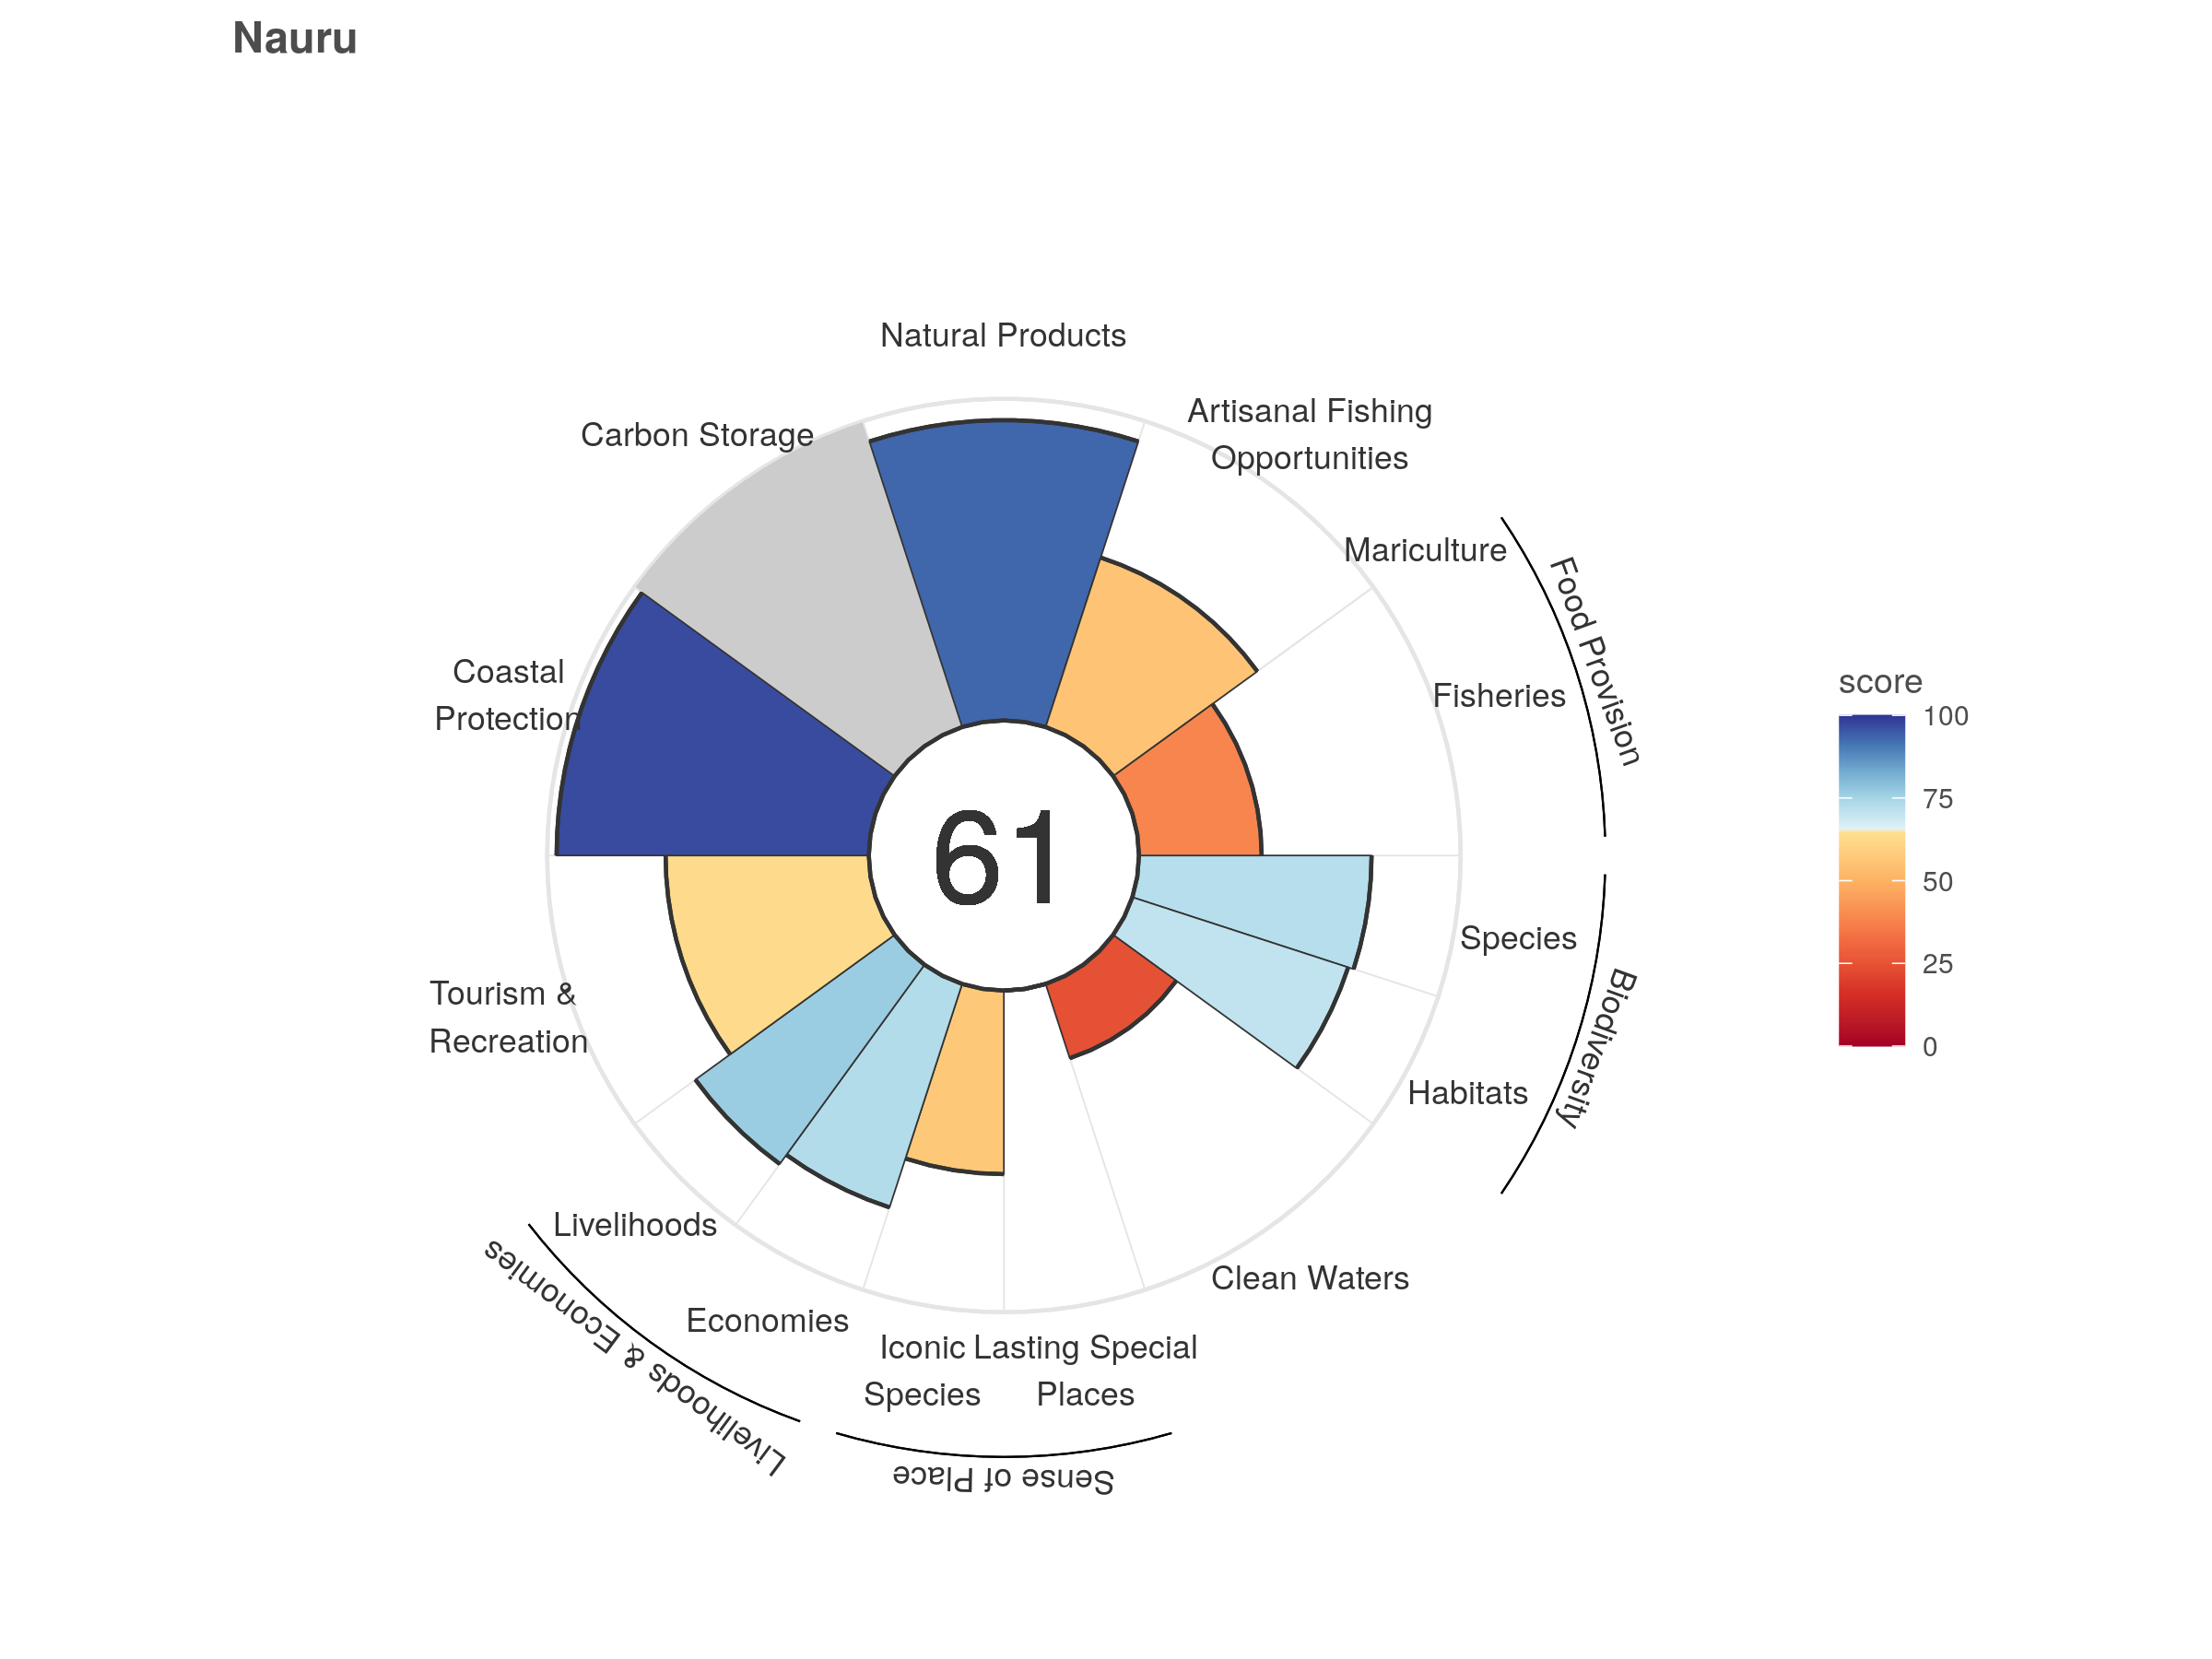 Nauru
Natural Products
Artisanal Fishing
Opportunities
Carbon Storage
Mariculture
Food Provision
Fisheries
Coastal
Protection
61
score
100
75
50
25
0
Species
Biodiversity
Habitats
Tourism &
Recreation
Livelihoods
Livelihoods & Economies
Economies
Clean Waters
Iconic
Species
Lasting Special
Places
Sense of Place